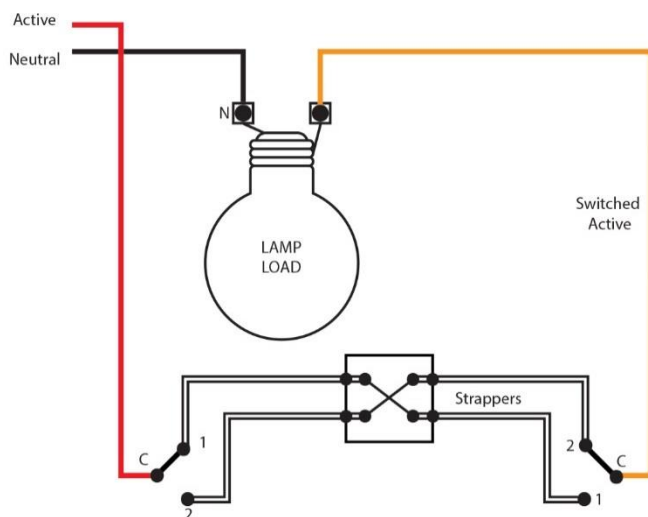 Active
Neutral
N
LAMP
LOAD
Switched
Active
Strappers
1
C
2
2
C
1